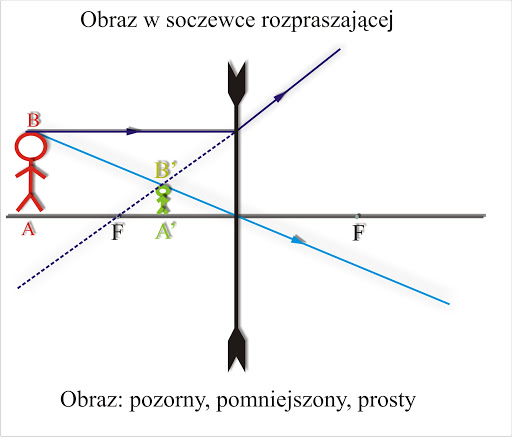 Obraz w soczewce rozpraszającej
B
B'
A
F
A'
F
Obraz: pozorny, pomniejszony, prosty